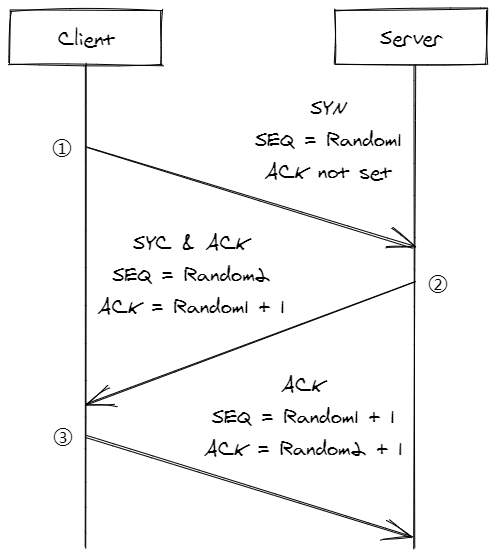 Client
Server
SYN
SEQ = Random1
ACK not set
①
SYC & ACK
SEQ = Random2
ACK = Random1 + 1
②
ACK
SEQ = Random1 + 1
ACK = Random2 + 1
③